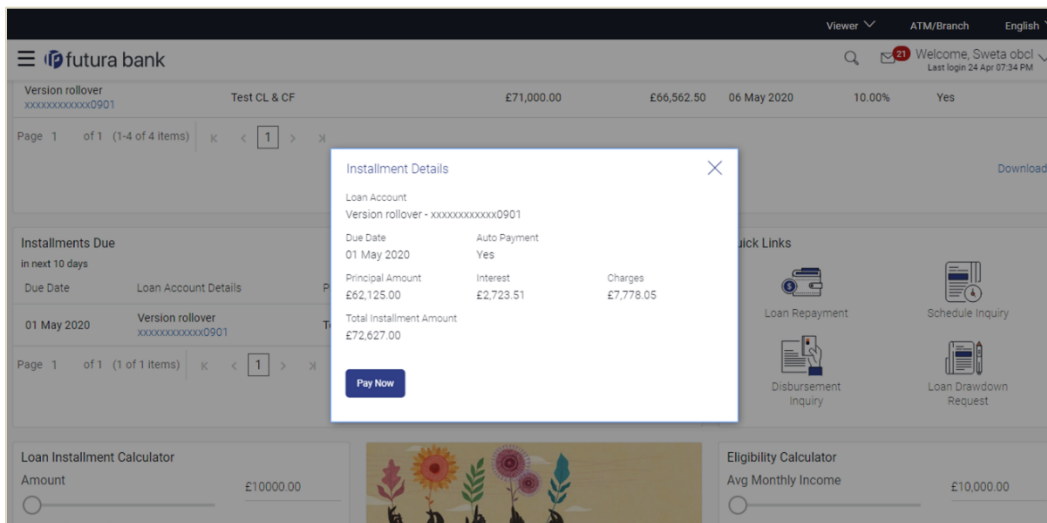 Viewer ATM/Branch English
futura bank
21 Welcome, Sweta obcl
Last login 24 Apr 07:34 PM
Version rollover
xxxxxxxxxxxx0901 Test CL & CF £71,000.00 £66,562.50 06 May 2020 10.00% Yes
Page 1 of 1 (1-4 of 4 items) 1
Download
Installment Details
Loan Account
Version rollover - xxxxxxxxxxxx0901
Due Date Auto Payment
01 May 2020 Yes
Principal Amount Interest Charges
£62,125.00 £2,723.51 £7,778.05
Total Installment Amount
£72,627.00
Pay Now
Installments Due
in next 10 days
Due Date Loan Account Details P
01 May 2020 Version rollover
xxxxxxxxxxxx0901
Page 1 of 1 (1 of 1 items) 1
uick Links
Loan Repayment Schedule Inquiry
Disbursement Inquiry
Loan Drawdown Request
Loan Installment Calculator
Amount £10000.00
Eligibility Calculator
Avg Monthly Income £10,000.00